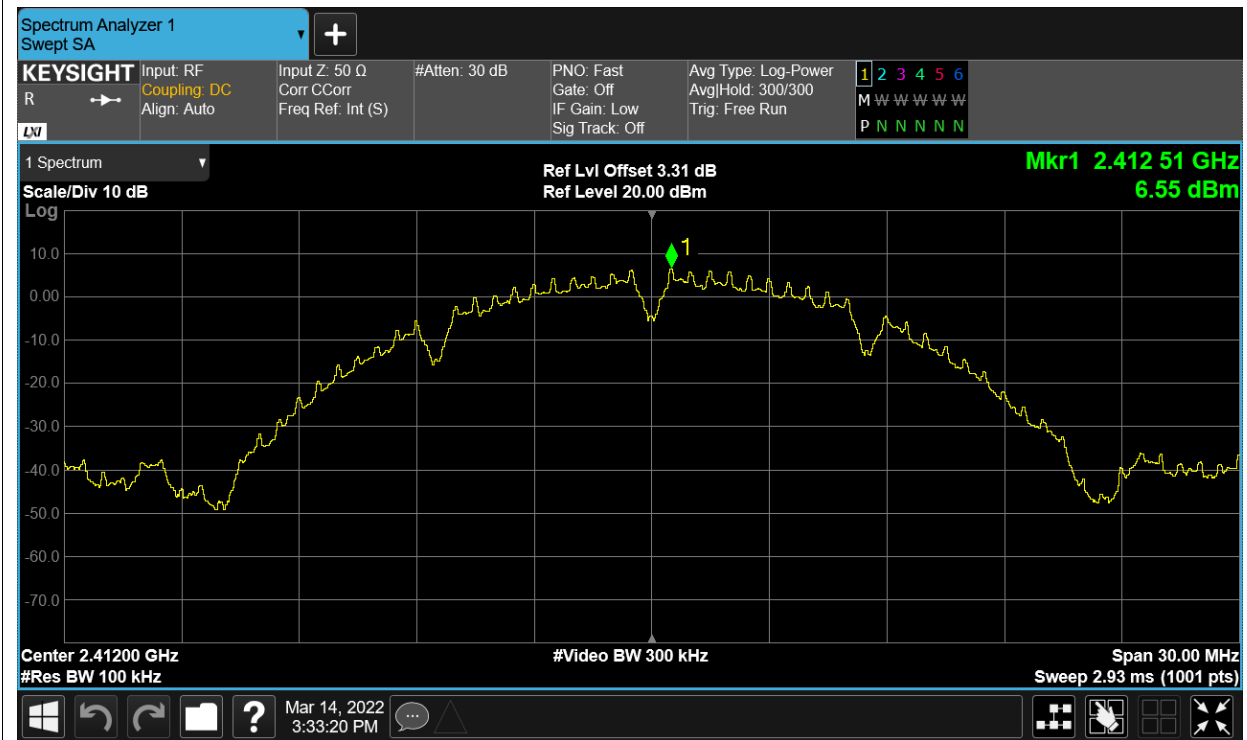 Spectrum Analyzer 1
Swept SA
KEYSIGHT
R
LXI
Input: RF
Coupling: DC
Align: Auto
Input Z: 50 Ω
Corr CCorr
Freq Ref: Int (S)
#Atten: 30 dB
PNO: Fast
Gate: Off
IF Gain: Low
Sig Track: Off
Avg Type: Log-Power
Avg|Hold: 300/300
Trig: Free Run
1 2 3 4 5 6
M W W W W W
P N N N N N
1 Spectrum
Scale/Div 10 dB
Ref Lvl Offset 3.31 dB
Ref Level 20.00 dBm
Mkr1 2.412 51 GHz
6.55 dBm
Log
10.0
0.00
-10.0
-20.0
-30.0
-40.0
-50.0
-60.0
-70.0
1
Center 2.41200 GHz
#Res BW 100 kHz
#Video BW 300 kHz
Span 30.00 MHz
Sweep 2.93 ms (1001 pts)
?
Mar 14, 2022
3:33:20 PM